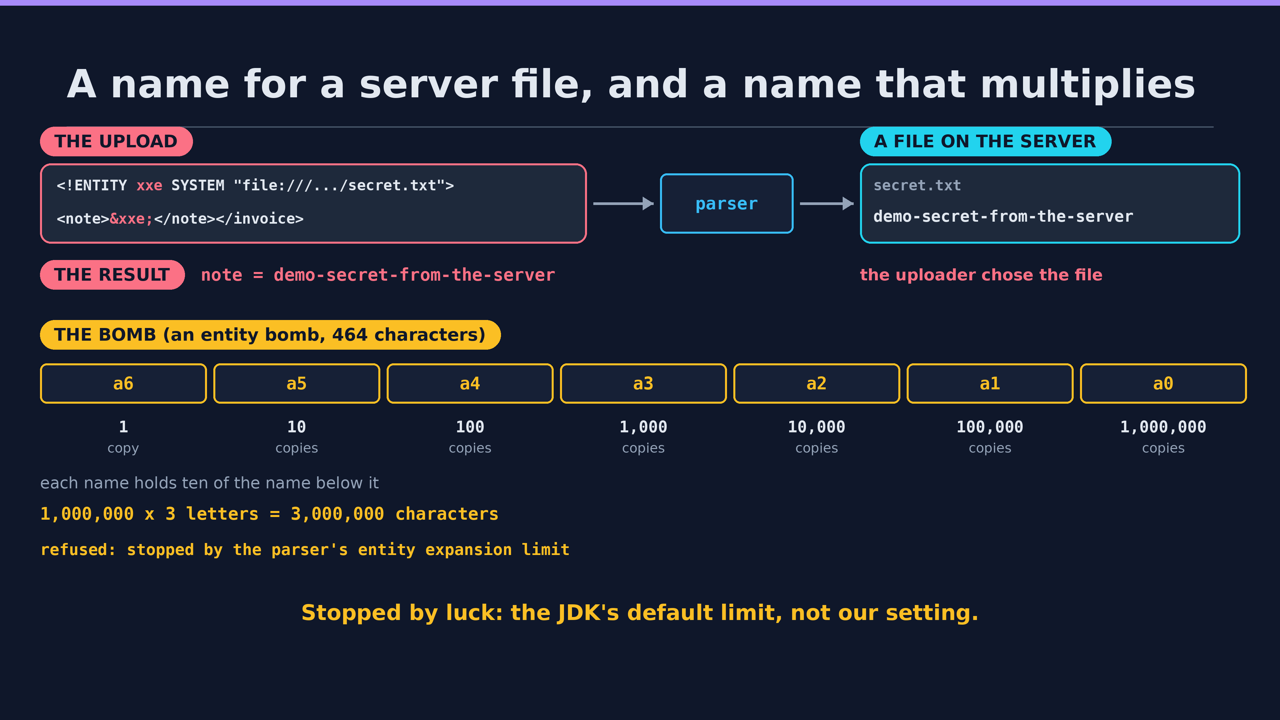 A name for a server file, and a name that multiplies
THE UPLOAD
<!ENTITY xxe SYSTEM "file:///.../secret.txt">
<note>&xxe;</note></invoice>
parser
A FILE ON THE SERVER
secret.txt
demo-secret-from-the-server
THE RESULT note = demo-secret-from-the-server
the uploader chose the file
THE BOMB (an entity bomb, 464 characters)
a6 a5 a4 a3 a2 a1 a0
1 10 100 1,000 10,000 100,000 1,000,000
copy copies copies copies copies copies copies
each name holds ten of the name below it
1,000,000 x 3 letters = 3,000,000 characters
refused: stopped by the parser's entity expansion limit
Stopped by luck: the JDK's default limit, not our setting.